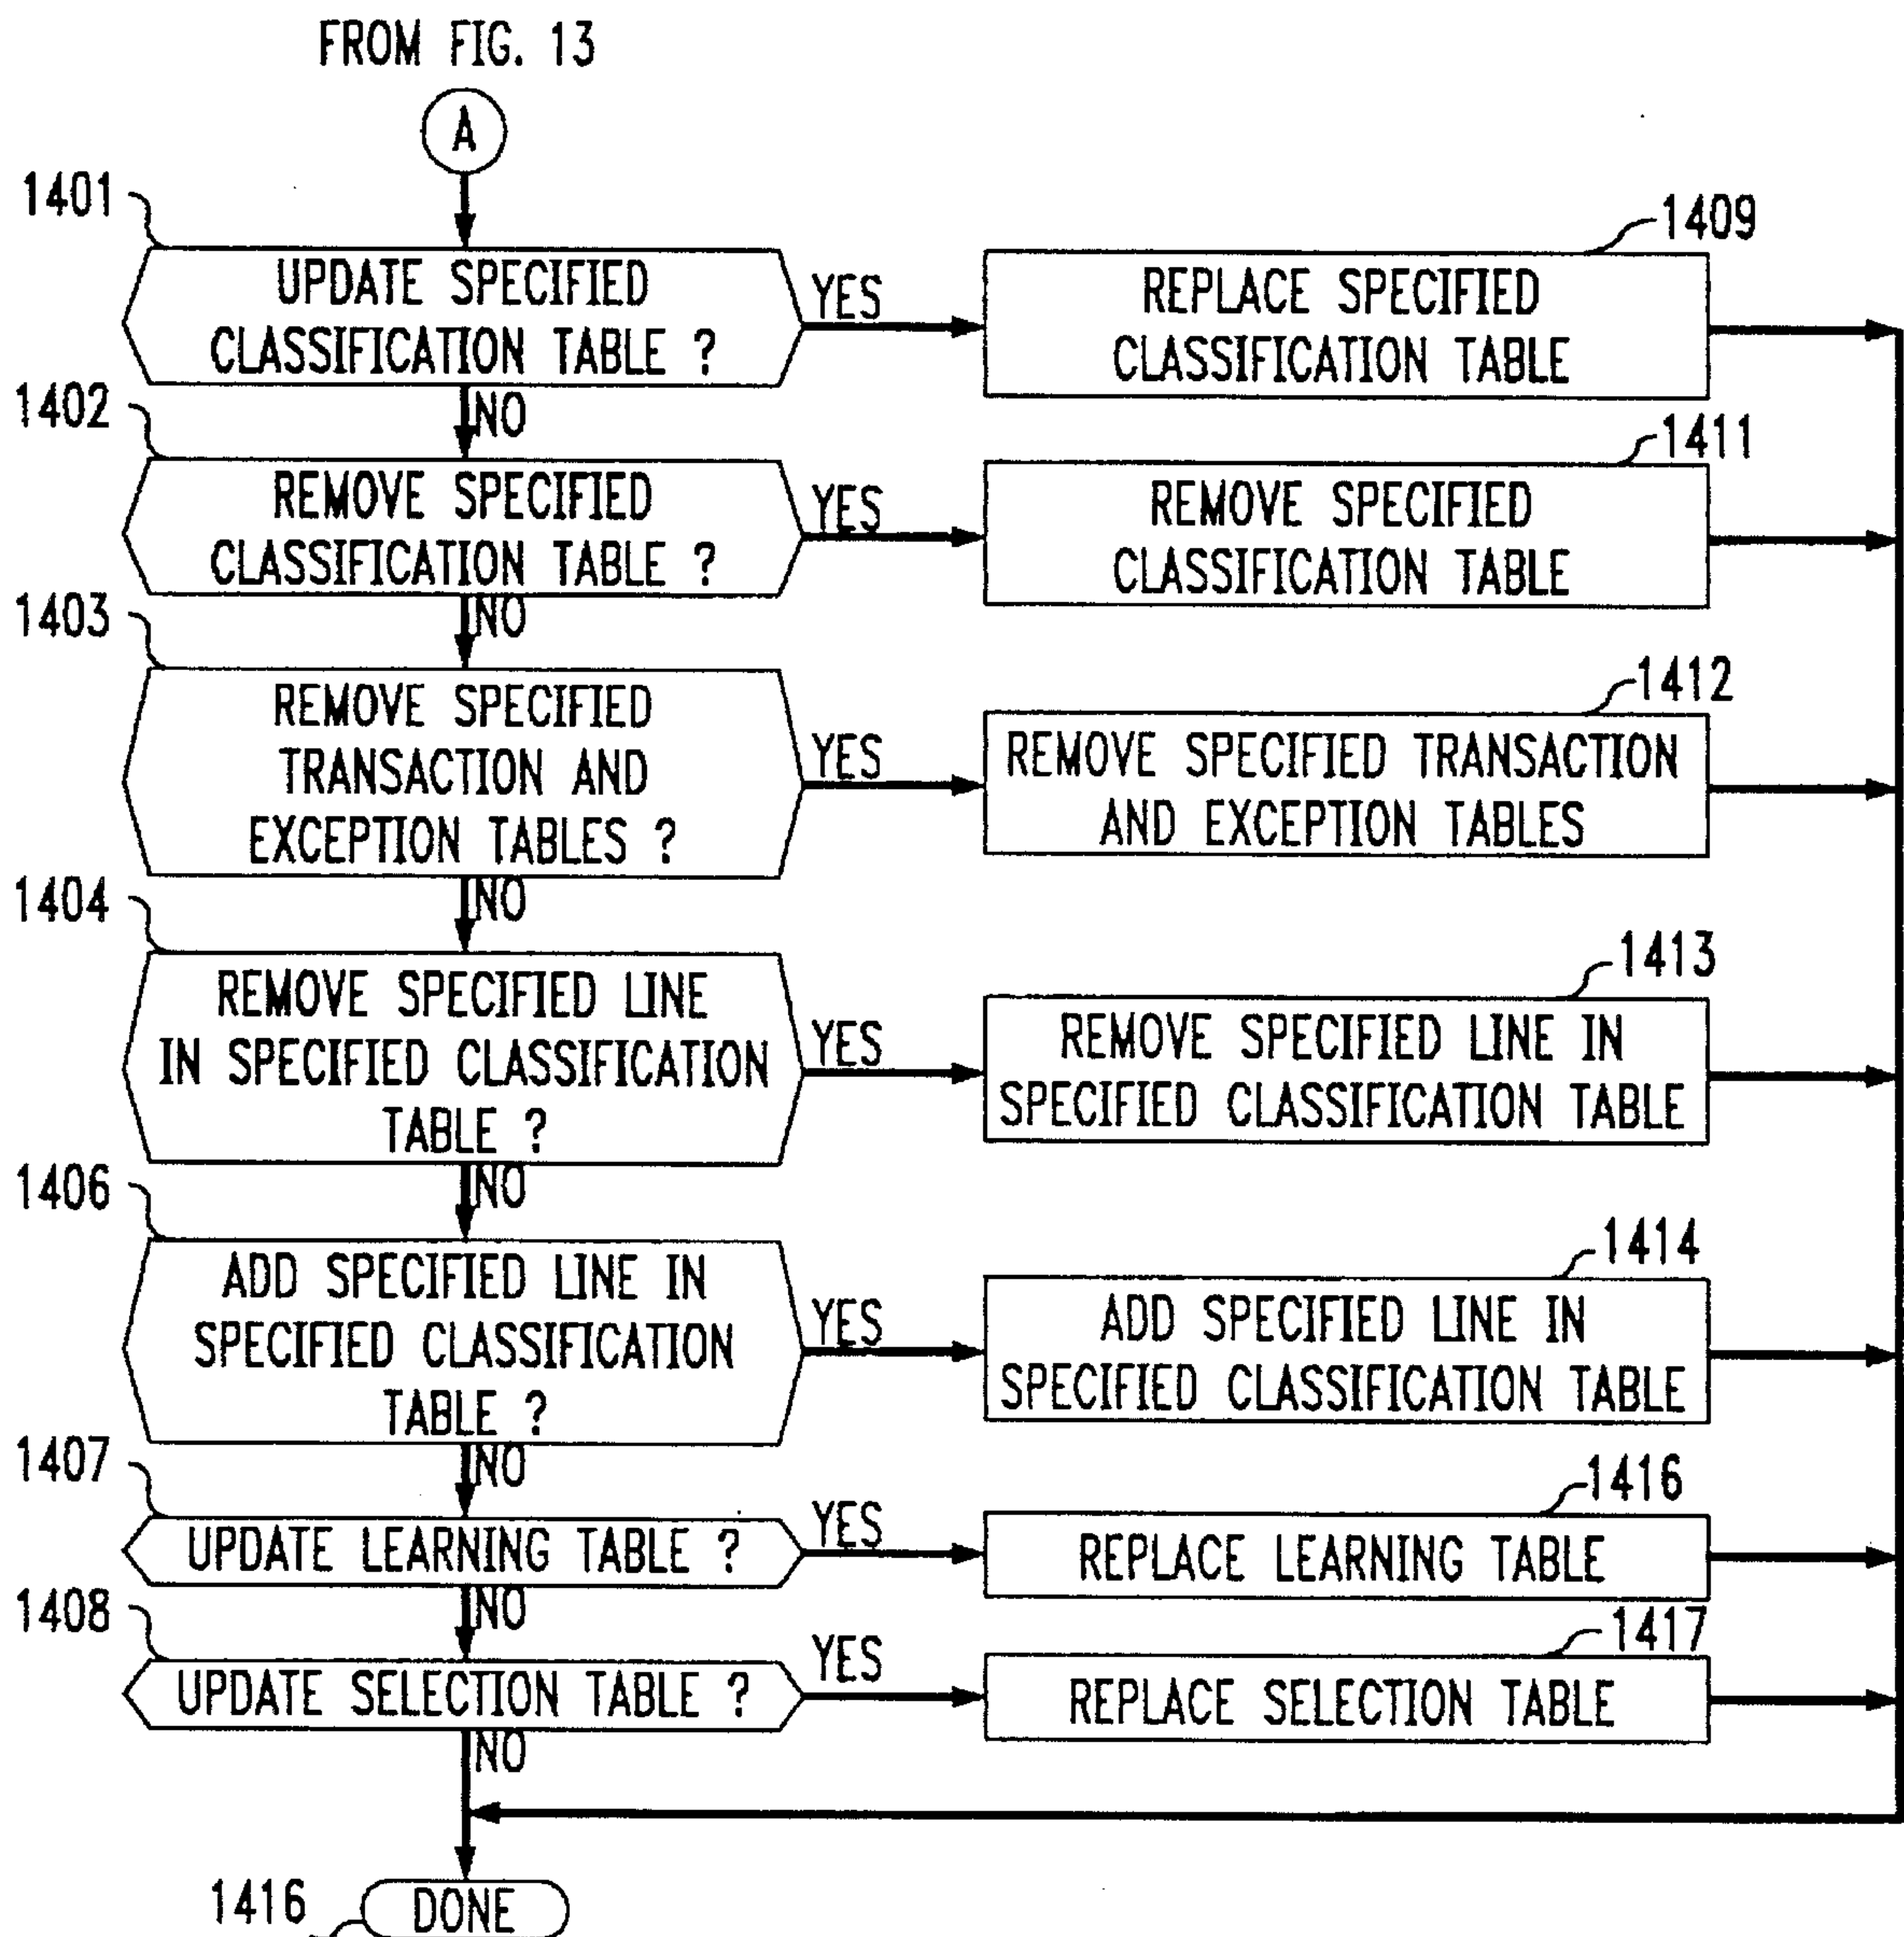 FROM FIG. 13
A
1401
UPDATE SPECIFIED
CLASSIFICATION TABLE ?
YES
1409
REPLACE SPECIFIED
CLASSIFICATION TABLE
NO
1402
REMOVE SPECIFIED
CLASSIFICATION TABLE ?
YES
1411
REMOVE SPECIFIED
CLASSIFICATION TABLE
NO
1403
REMOVE SPECIFIED
TRANSACTION AND
EXCEPTION TABLES ?
YES
1412
REMOVE SPECIFIED TRANSACTION
AND EXCEPTION TABLES
NO
1404
REMOVE SPECIFIED LINE
IN SPECIFIED CLASSIFICATION
TABLE ?
YES
1413
REMOVE SPECIFIED LINE IN
SPECIFIED CLASSIFICATION TABLE
NO
1406
ADD SPECIFIED LINE IN
SPECIFIED CLASSIFICATION
TABLE ?
YES
1414
ADD SPECIFIED LINE IN
SPECIFIED CLASSIFICATION TABLE
NO
1407
UPDATE LEARNING TABLE ?
YES
1416
REPLACE LEARNING TABLE
NO
1408
UPDATE SELECTION TABLE ?
YES
1417
REPLACE SELECTION TABLE
NO
1416
DONE